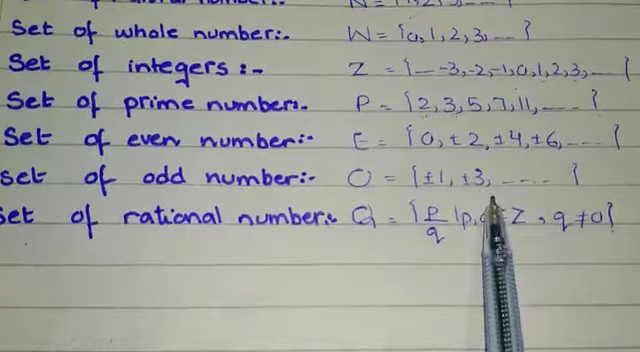 Set of whole number:. W = {0, 1, 2, 3, ---}
Set of integers :- Z = {--- -3, -2, -1, 0, 1, 2, 3, ---}
Set of prime number:. P = {2, 3, 5, 7, 11, ----}
Set of even number:- E = {0, ±2, ±4, ±6, ----}
set of odd number:- O = {±1, ±3, ----}
set of rational number:. Q = {p/q | p, q Z, q ≠ 0}